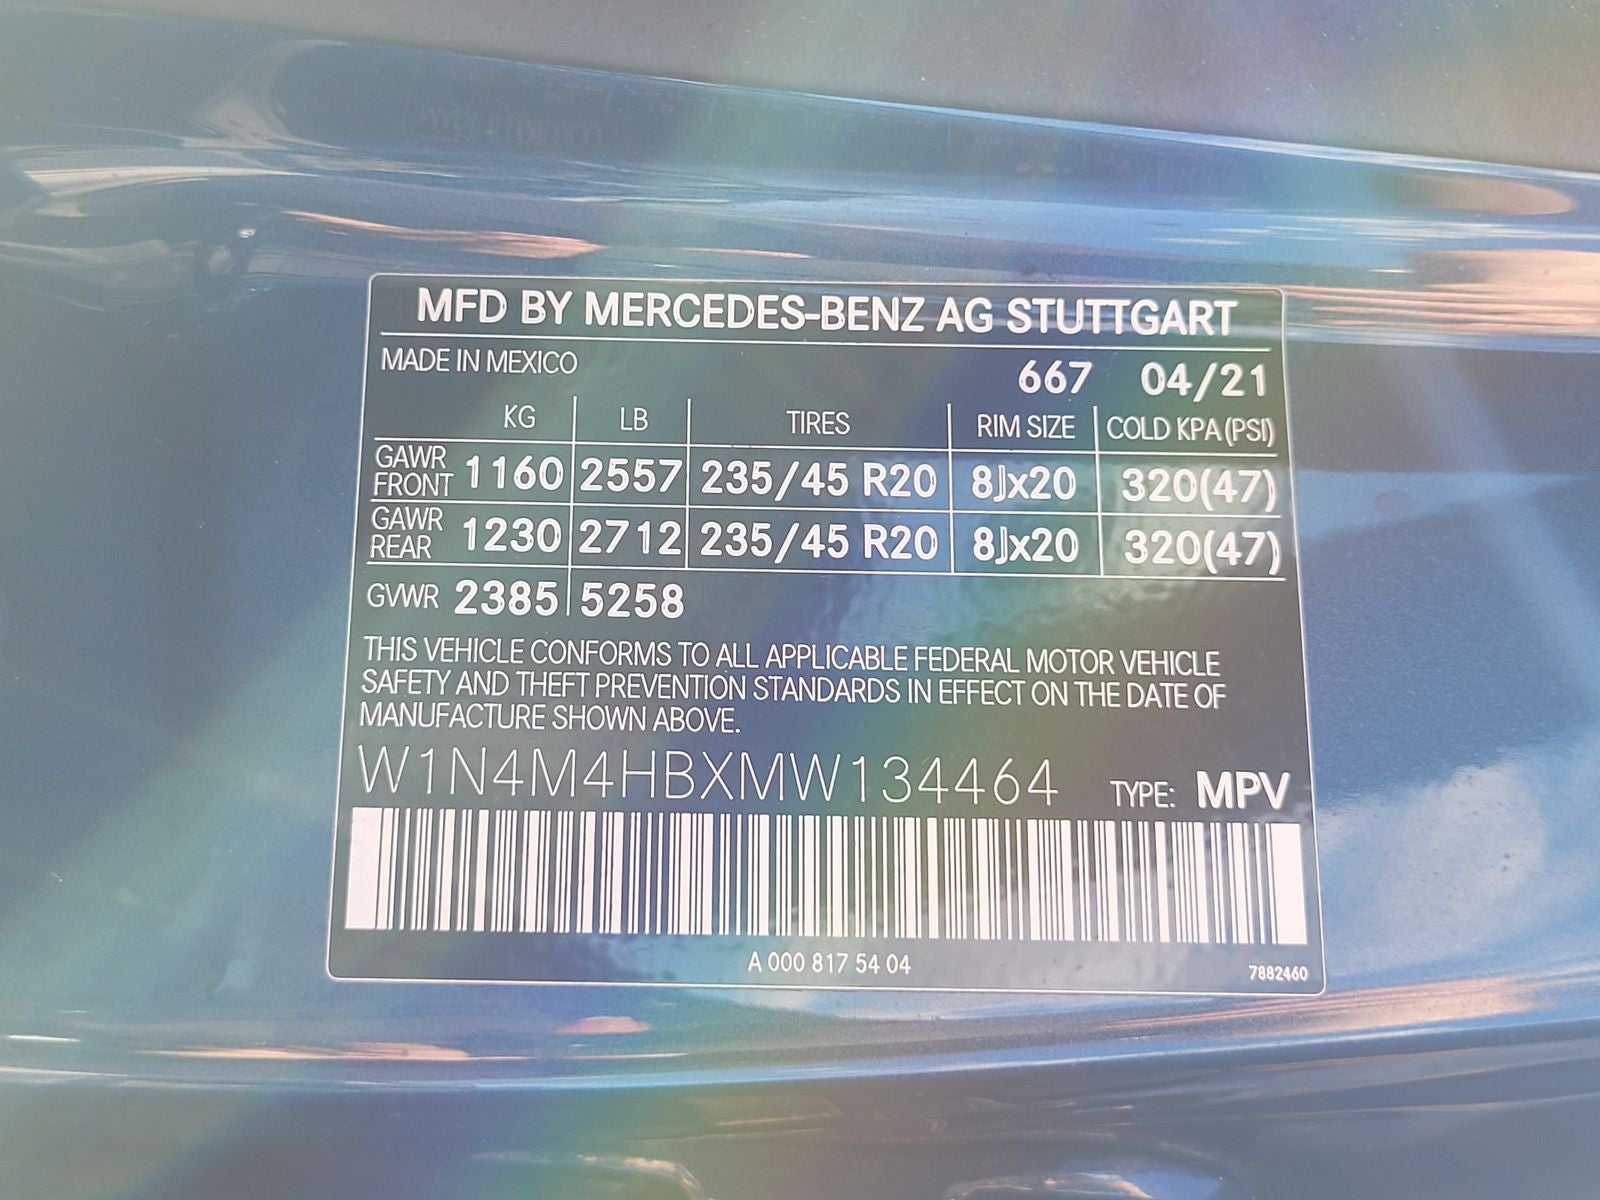 MFD BY MERCEDES-BENZ AG STUTTGART
MADE IN MEXICO 667 04/21
KG LB TIRES RIM SIZE COLD KPA (PSI)
GAWR FRONT 1160 2557 235/45 R20 8Jx20 320(47)
GAWR REAR 1230 2712 235/45 R20 8Jx20 320(47)
GVWR 2385 5258
THIS VEHICLE CONFORMS TO ALL APPLICABLE FEDERAL MOTOR VEHICLE
SAFETY AND THEFT PREVENTION STANDARDS IN EFFECT ON THE DATE OF
MANUFACTURE SHOWN ABOVE.
W1N4M4HBXMW134464 TYPE: MPV
A 000 817 54 04
7882460